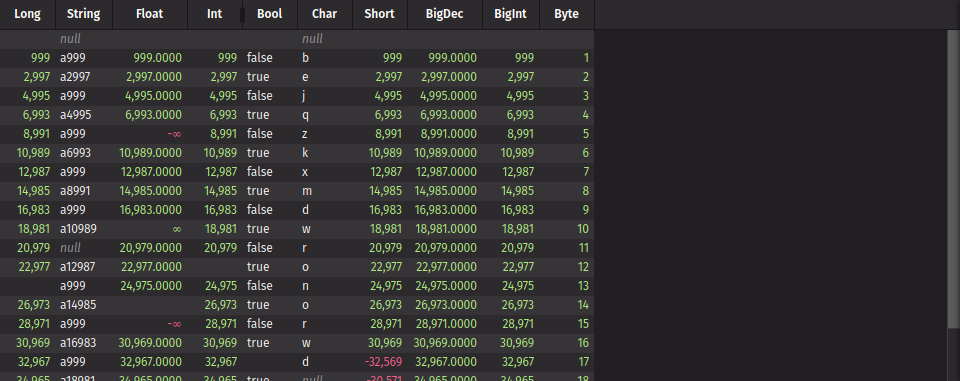 Long String Float Int Bool Char Short BigDec BigInt Byte
null null
999 a999 999.0000 999 false b 999 999.0000 999 1
2,997 a2997 2,997.0000 2,997 true e 2,997 2,997.0000 2,997 2
4,995 a999 4,995.0000 4,995 false j 4,995 4,995.0000 4,995 3
6,993 a4995 6,993.0000 6,993 true q 6,993 6,993.0000 6,993 4
8,991 a999 -∞ 8,991 false z 8,991 8,991.0000 8,991 5
10,989 a6993 10,989.0000 10,989 true k 10,989 10,989.0000 10,989 6
12,987 a999 12,987.0000 12,987 false x 12,987 12,987.0000 12,987 7
14,985 a8991 14,985.0000 14,985 true m 14,985 14,985.0000 14,985 8
16,983 a999 16,983.0000 16,983 false d 16,983 16,983.0000 16,983 9
18,981 a10989 ∞ 18,981 true w 18,981 18,981.0000 18,981 10
20,979 null 20,979.0000 20,979 false r 20,979 20,979.0000 20,979 11
22,977 a12987 22,977.0000 true o 22,977 22,977.0000 22,977 12
a999 24,975.0000 24,975 false n 24,975 24,975.0000 24,975 13
26,973 a14985 26,973 true o 26,973 26,973.0000 26,973 14
28,971 a999 -∞ 28,971 false r 28,971 28,971.0000 28,971 15
30,969 a16983 30,969.0000 30,969 true w 30,969 30,969.0000 30,969 16
32,967 a999 32,967.0000 32,967 d -32,569 32,967.0000 32,967 17
34,965 a18981 34,965.0000 34,965 true null -30,571 34,965.0000 34,965 18